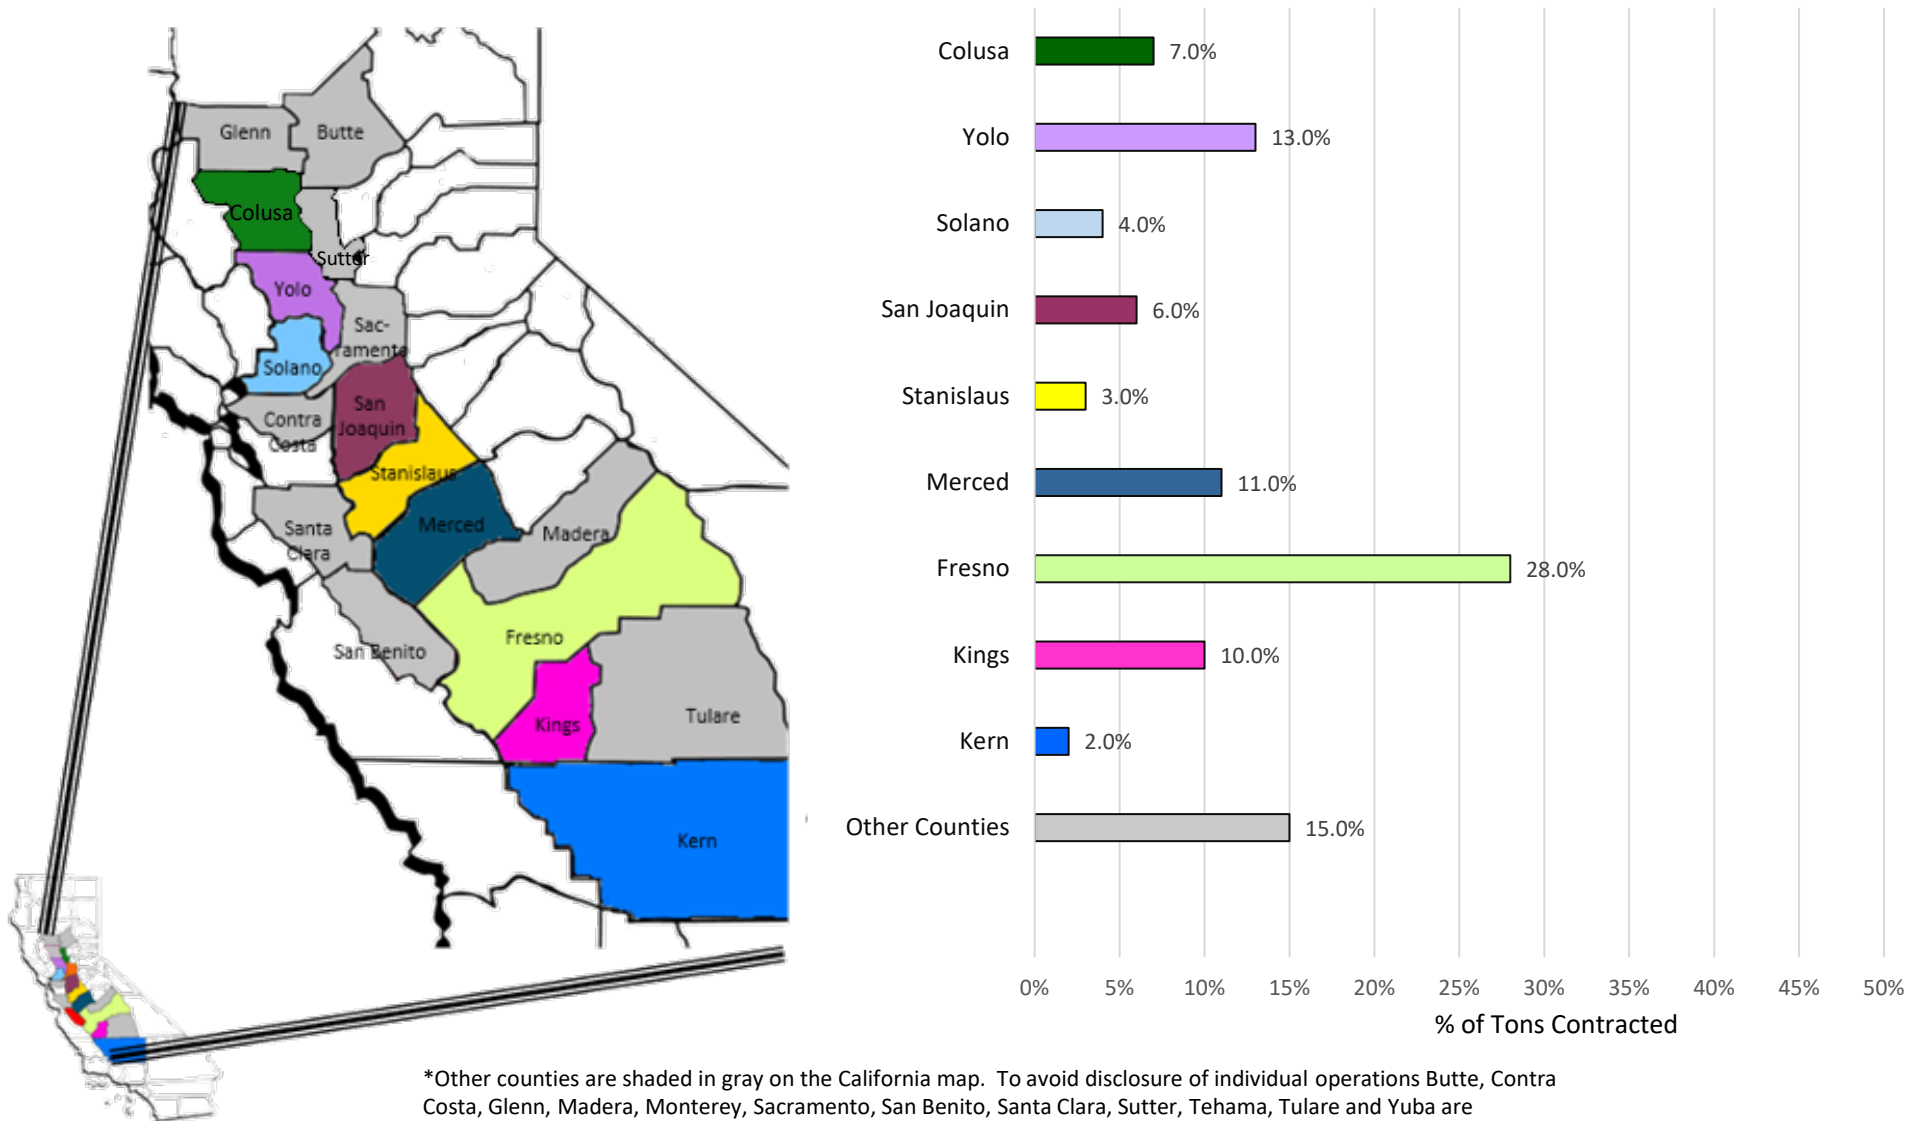 Glenn
Butte
Colusa
Sutter
Yolo
Sac-
ramento
Solano
Contra
Costa
San
Joaquin
Stanislaus
Merced
Madera
Santa
Clara
San Benito
Fresno
Kings
Tulare
Kern
Colusa 7.0%
Yolo 13.0%
Solano 4.0%
San Joaquin 6.0%
Stanislaus 3.0%
Merced 11.0%
Fresno 28.0%
Kings 10.0%
Kern 2.0%
Other Counties 15.0%
0% 5% 10% 15% 20% 25% 30% 35% 40% 45% 50%
% of Tons Contracted
*Other counties are shaded in gray on the California map. To avoid disclosure of individual operations Butte, Contra
Costa, Glenn, Madera, Monterey, Sacramento, San Benito, Santa Clara, Sutter, Tehama, Tulare and Yuba are